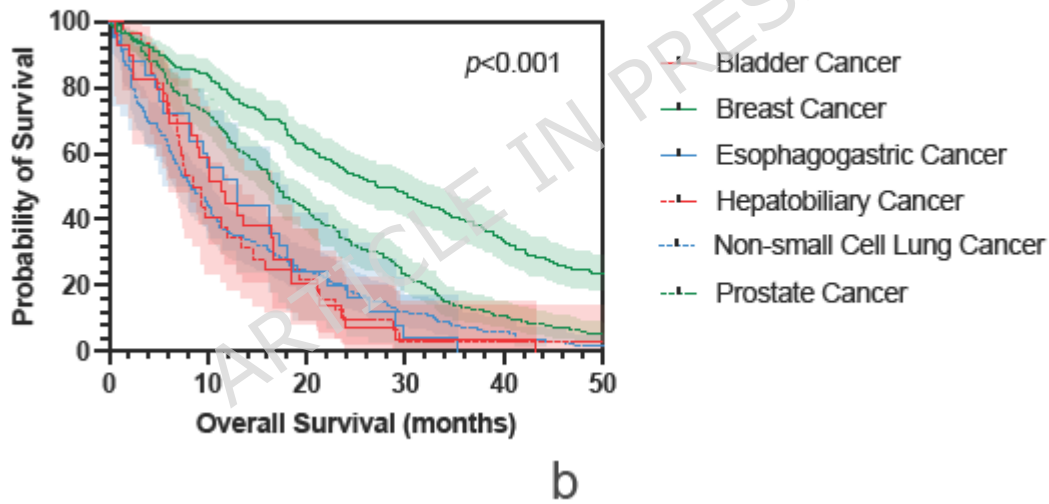 100
80
60
40
20
0
Probability of Survival
p<0.001
0 10 20 30 40 50
Overall Survival (months)
Bladder Cancer
Breast Cancer
Esophagogastric Cancer
Hepatobiliary Cancer
Non-small Cell Lung Cancer
Prostate Cancer
ARTICLE IN PRES
b